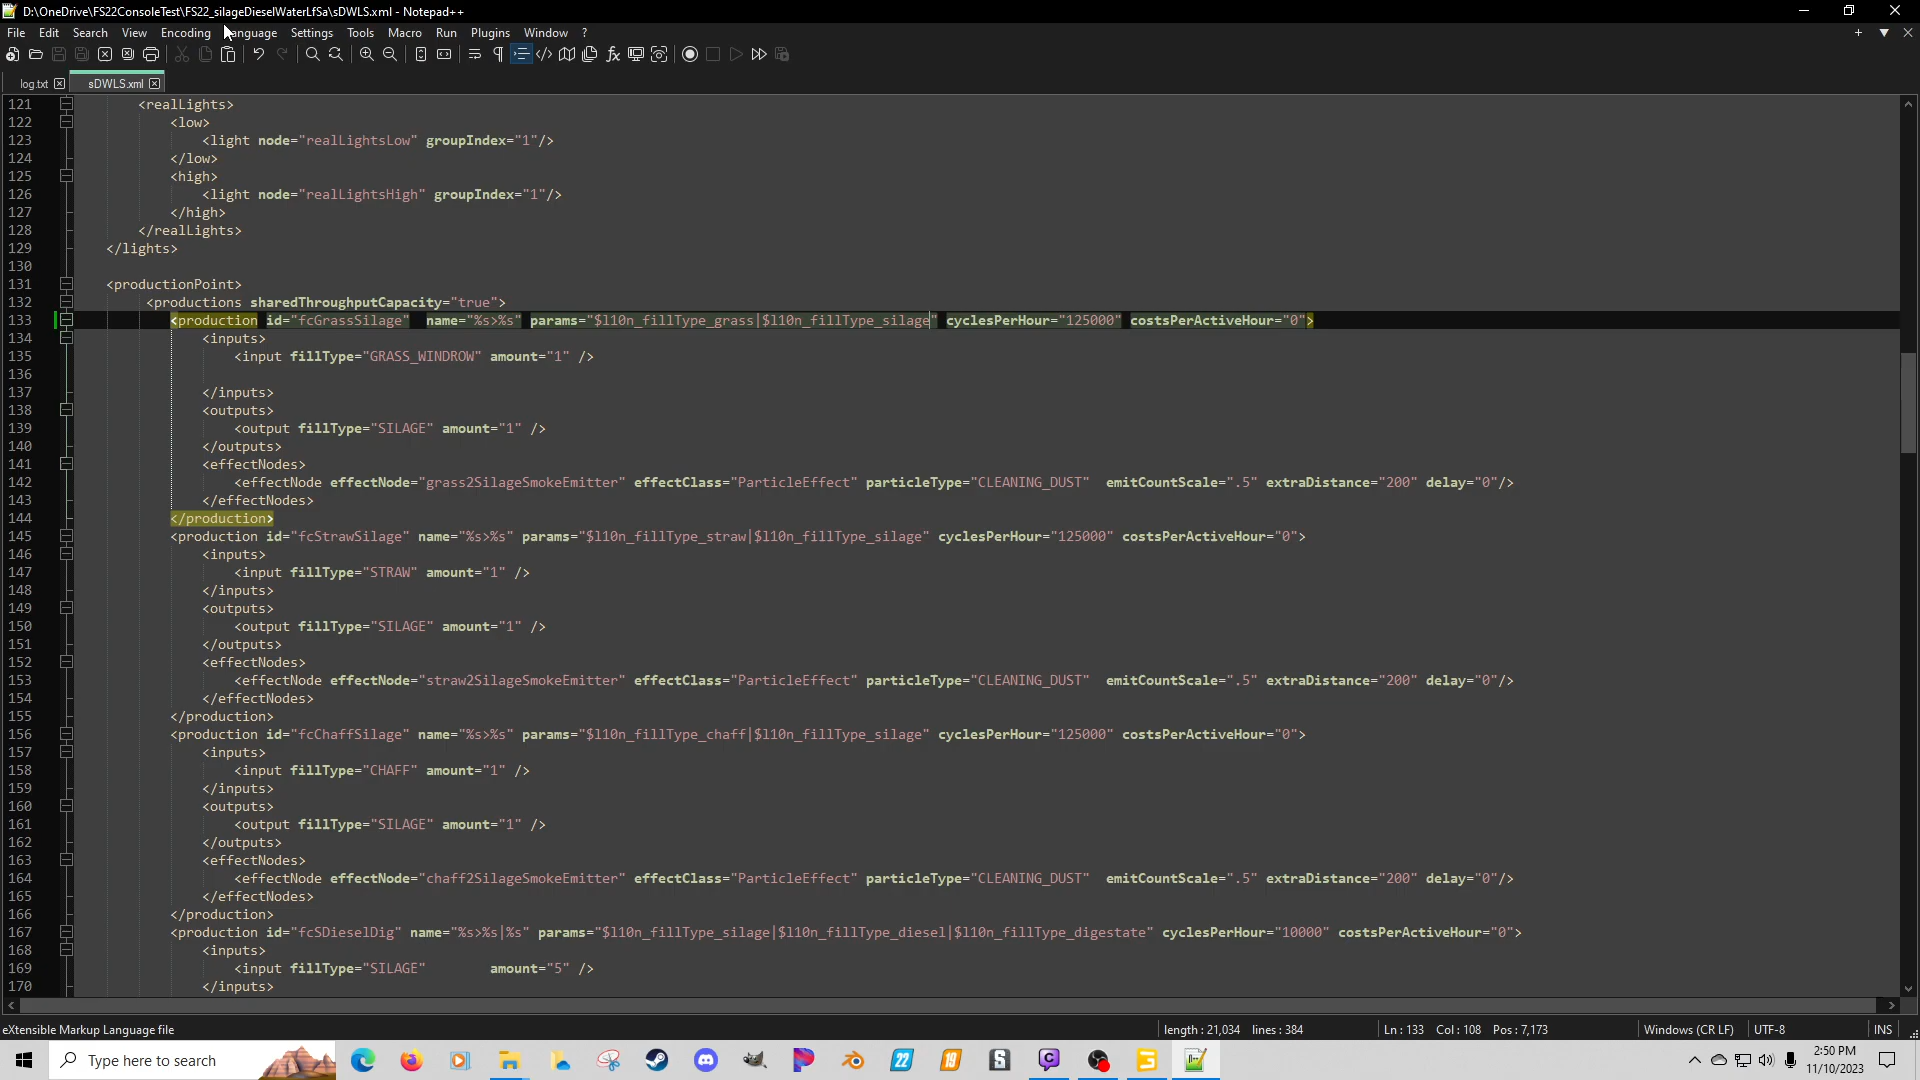 D:\OneDrive\FS22ConsoleTest\FS22_silageDieselWaterLfSa\sDWLS.xml - Notepad++
File Edit Search View Encoding Language Settings Tools Macro Run Plugins Window ?
log.txt sDWLS.xml
121 <realLights>
122 <low>
123 <light node="realLightsLow" groupIndex="1"/>
124 </low>
125 <high>
126 <light node="realLightsHigh" groupIndex="1"/>
127 </high>
128 </realLights>
129 </lights>
130
131 <productionPoint>
132 <productions sharedThroughputCapacity="true">
133 <production id="fcGrassSilage" name="%s>%s" params="$l10n_fillType_grass|$l10n_fillType_silage" cyclesPerHour="125000" costsPerActiveHour="0">
134 <inputs>
135 <input fillType="GRASS_WINDROW" amount="1" />
136
137 </inputs>
138 <outputs>
139 <output fillType="SILAGE" amount="1" />
140 </outputs>
141 <effectNodes>
142 <effectNode effectNode="grass2SilageSmokeEmitter" effectClass="ParticleEffect" particleType="CLEANING_DUST" emitCountScale=".5" extraDistance="200" delay="0"/>
143 </effectNodes>
144 </production>
145 <production id="fcStrawSilage" name="%s>%s" params="$l10n_fillType_straw|$l10n_fillType_silage" cyclesPerHour="125000" costsPerActiveHour="0">
146 <inputs>
147 <input fillType="STRAW" amount="1" />
148 </inputs>
149 <outputs>
150 <output fillType="SILAGE" amount="1" />
151 </outputs>
152 <effectNodes>
153 <effectNode effectNode="straw2SilageSmokeEmitter" effectClass="ParticleEffect" particleType="CLEANING_DUST" emitCountScale=".5" extraDistance="200" delay="0"/>
154 </effectNodes>
155 </production>
156 <production id="fcChaffSilage" name="%s>%s" params="$l10n_fillType_chaff|$l10n_fillType_silage" cyclesPerHour="125000" costsPerActiveHour="0">
157 <inputs>
158 <input fillType="CHAFF" amount="1" />
159 </inputs>
160 <outputs>
161 <output fillType="SILAGE" amount="1" />
162 </outputs>
163 <effectNodes>
164 <effectNode effectNode="chaff2SilageSmokeEmitter" effectClass="ParticleEffect" particleType="CLEANING_DUST" emitCountScale=".5" extraDistance="200" delay="0"/>
165 </effectNodes>
166 </production>
167 <production id="fcSDieselDig" name="%s>%s|%s" params="$l10n_fillType_silage|$l10n_fillType_diesel|$l10n_fillType_digestate" cyclesPerHour="10000" costsPerActiveHour="0">
168 <inputs>
169 <input fillType="SILAGE" amount="5" />
170 </inputs>
eXtensible Markup Language file length : 21,034 lines : 384 Ln : 133 Col : 108 Pos : 7,173 Windows (CR LF) UTF-8 INS
Type here to search 22 19 S 2:50 PM
11/10/2023